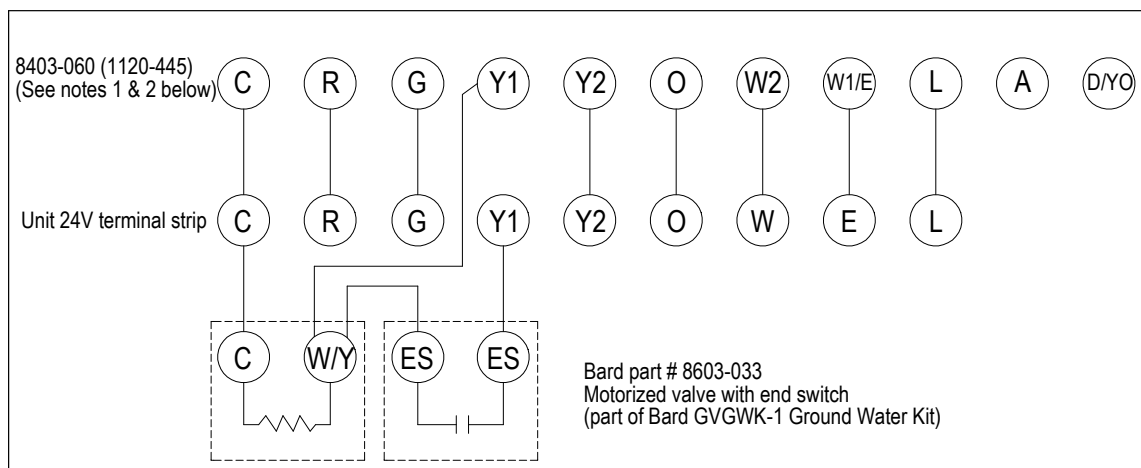 8403-060 (1120-445)
(See notes 1 & 2 below)
C R G Y1 Y2 O W2 W1/E L A D/YO
Unit 24V terminal strip
C R G Y1 Y2 O W E L
C W/Y ES ES
Bard part # 8603-033
Motorized valve with end switch
(part of Bard GVGWK-1 Ground Water Kit)